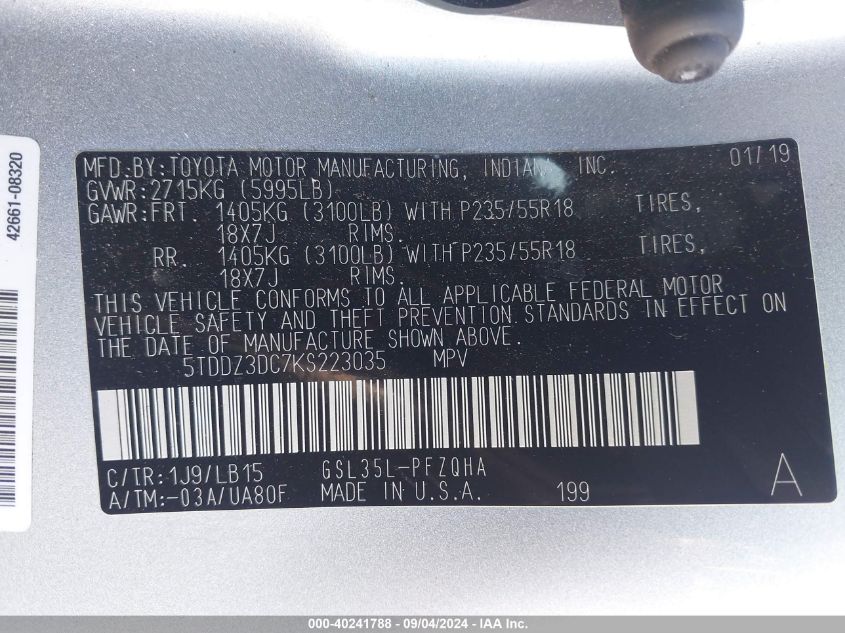 42661-08320
MFD.BY:TOYOTA MOTOR MANUFACTURING, INDIANA, INC. 01/19
GVWR:2715KG (5995LB)
GAWR:FRT. 1405KG (3100LB) WITH P235/55R18 TIRES,
18X7J RIMS.
RR. 1405KG (3100LB) WITH P235/55R18 TIRES,
18X7J RIMS.
THIS VEHICLE CONFORMS TO ALL APPLICABLE FEDERAL MOTOR
VEHICLE SAFETY AND THEFT PREVENTION STANDARDS IN EFFECT ON
THE DATE OF MANUFACTURE SHOWN ABOVE.
5TDDZ3DC7KS223035 MPV
C/TR:1J9/LB15 GSL35L-PFZQHA
A/TM:-03A/UA80F MADE IN U.S.A. 199 A
000-40241788 - 09/04/2024 - IAA Inc.